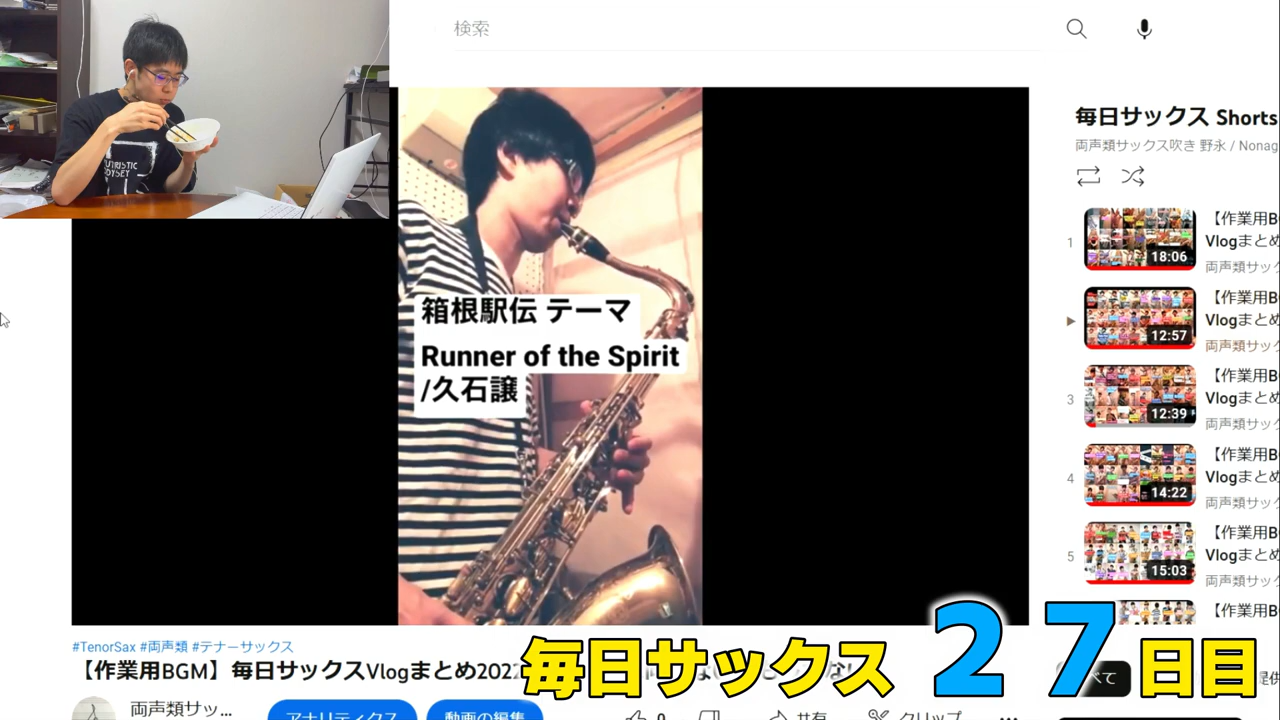 検索
UTRISTIC
DYSEY
箱根駅伝 テーマ
Runner of the Spirit
/久石譲
毎日サックス Shorts
両声類サックス吹き 野永 / Nonag
1
18:06
【作業用B
Vlogまとめ
両声類サック
12:57
【作業用B
Vlogまとめ
両声類サック
3
12:39
【作業用B
Vlogまとめ
両声類サック
4
14:22
【作業用B
Vlogまとめ
両声類サック
5
15:03
【作業用B
Vlogまとめ
両声類サック
【作業用B
#TenorSax #両声類 #テナーサックス
【作業用BGM】毎日サックスVlogまとめ202
毎日サックス 27日目
べて
提供
両声類サッ...
アナリティクス
動画の編集
0
共有
クリップ